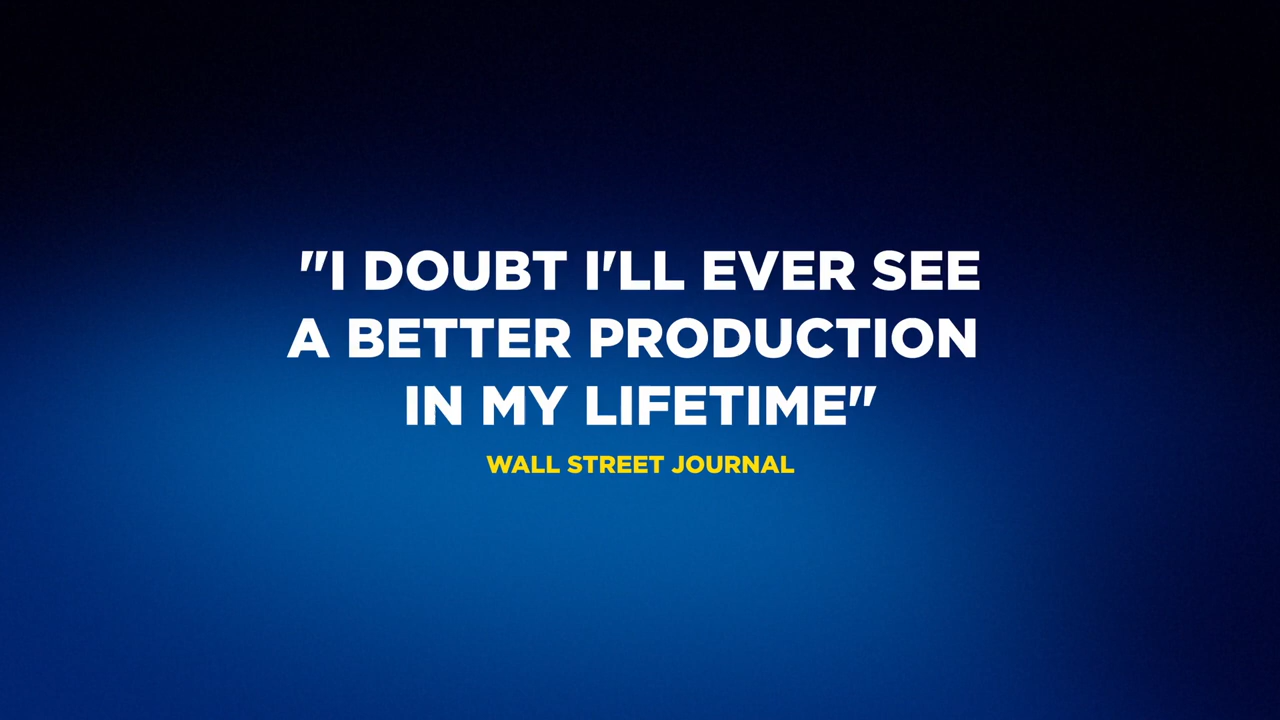 "I DOUBT I'LL EVER SEE
A BETTER PRODUCTION
IN MY LIFETIME"
WALL STREET JOURNAL